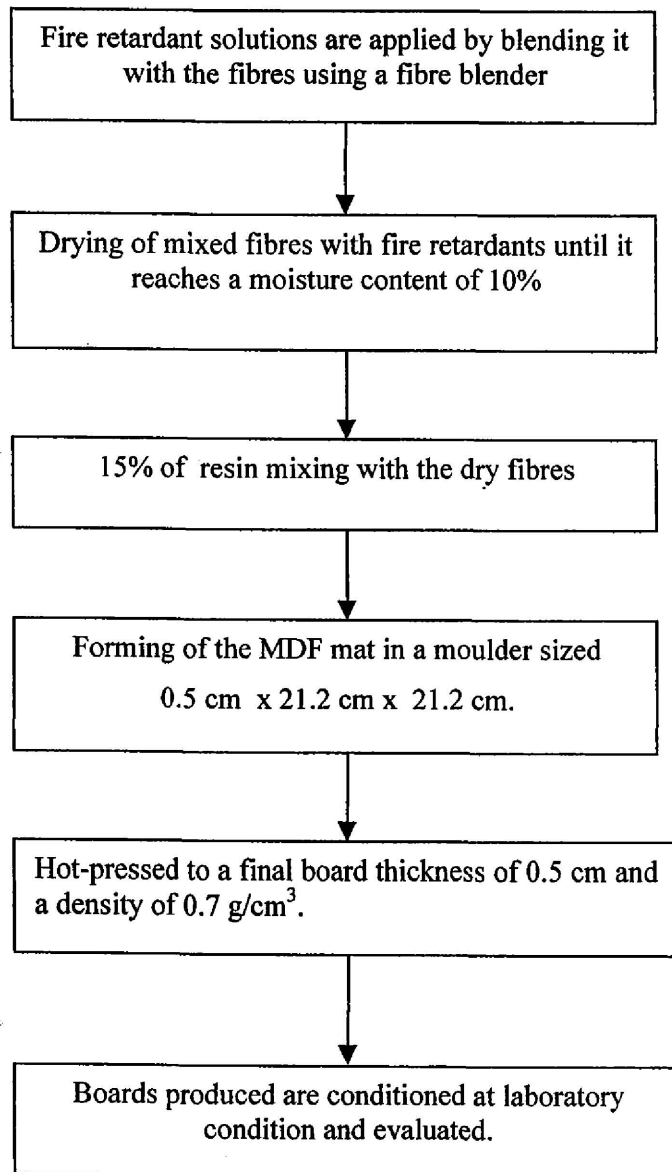 Fire retardant solutions are applied by blending it
with the fibres using a fibre blender
Drying of mixed fibres with fire retardants until it
reaches a moisture content of 10%
15% of resin mixing with the dry fibres
Forming of the MDF mat in a moulder sized
0.5 cm x 21.2 cm x 21.2 cm.
Hot-pressed to a final board thickness of 0.5 cm and
a density of 0.7 g/cm³.
Boards produced are conditioned at laboratory
condition and evaluated.